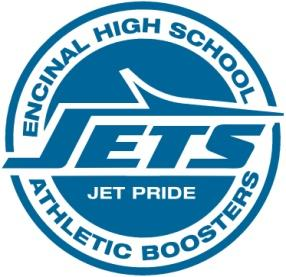 ENCINAL HIGH SCHOOL
JETS
JET PRIDE
ATHLETIC BOOSTERS